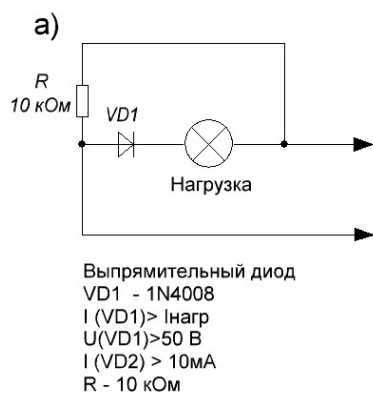 а)
R
10 кОм
VD1
Нагрузка
Выпрямительный диод
VD1 - 1N4008
I (VD1)> Iнагр
U(VD1)>50 В
I (VD2) > 10мА
R - 10 кОм